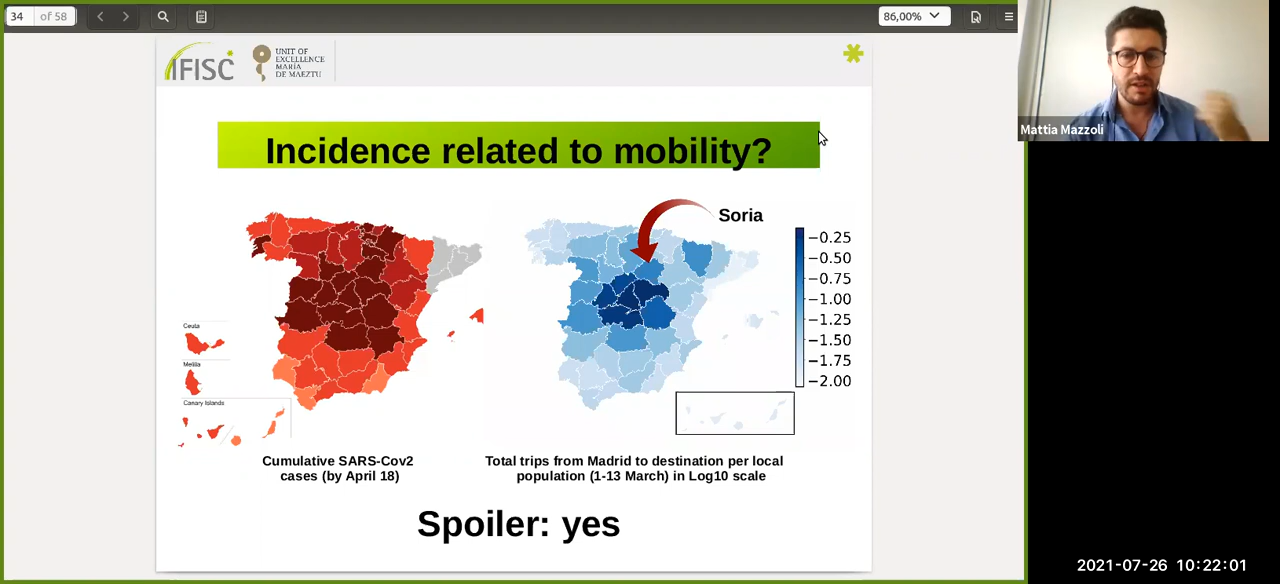 34 of 58
86,00%
IFISC
UNIT OF
EXCELLENCE
MARÍA
DE MAEZTU
Mattia Mazzoli
Incidence related to mobility?
Soria
−0.25
−0.50
−0.75
−1.00
−1.25
−1.50
−1.75
−2.00
Ceuta
Melilla
Canary Islands
Cumulative SARS-Cov2
cases (by April 18)
Total trips from Madrid to destination per local
population (1-13 March) in Log10 scale
Spoiler: yes
2021-07-26 10:22:01